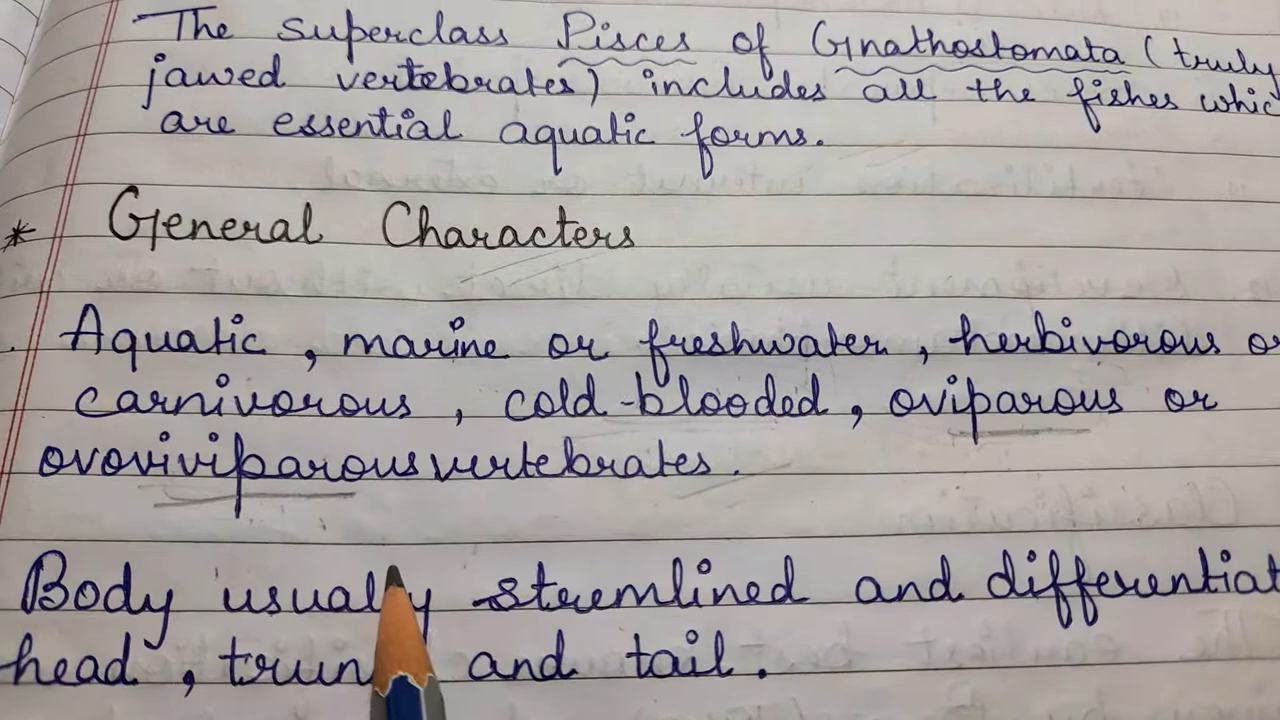 The superclass Pisces of Gnathostomata (truly
jawed vertebrates) includes all the fishes whic
are essential aquatic forms.
* General Characters
Aquatic, marine or freshwater, herbivorous or
carnivorous, cold-blooded, oviparous or
ovoviviparous vertebrates.
Body usually stremlined and differentiat
head, trun and tail.